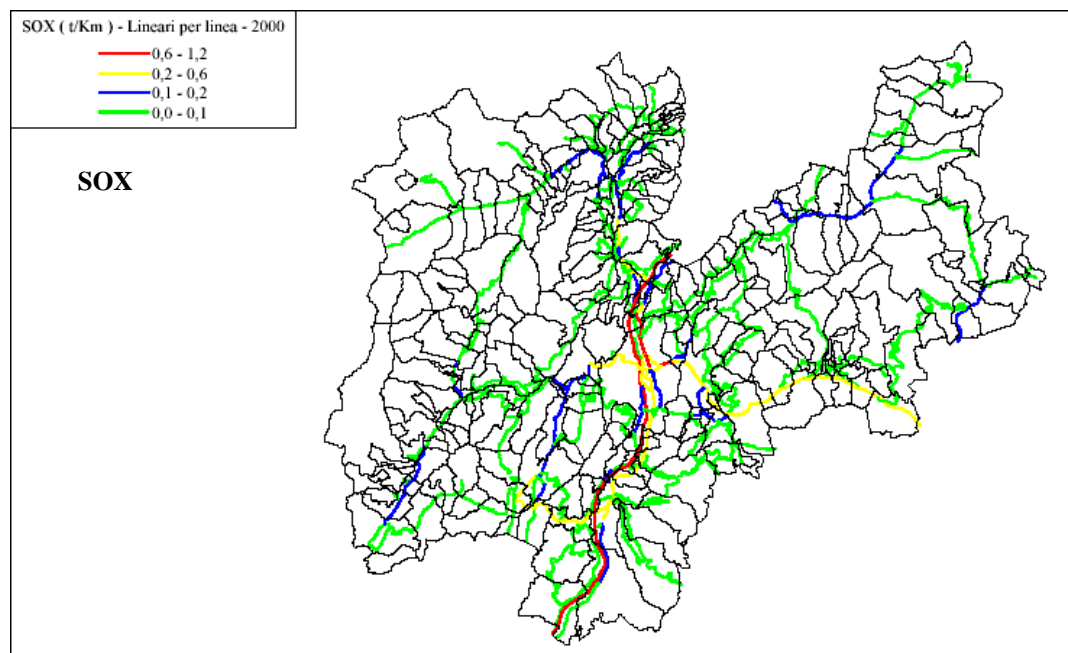 SOX ( t/Km ) - Lineari per linea - 2000
0,6 - 1,2
0,2 - 0,6
0,1 - 0,2
0,0 - 0,1
SOX